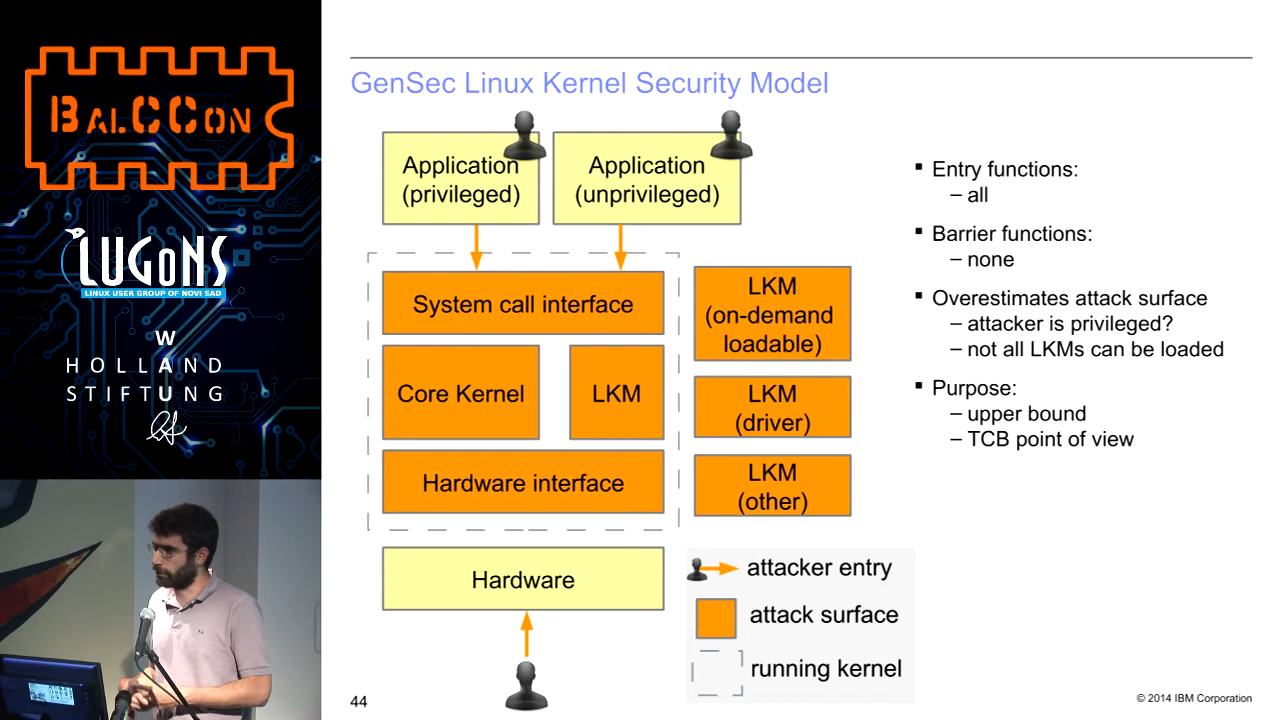 BALCCON
LUGONS
LINUX USER GROUP OF NOVI SAD
W
HOLLAND
A
STIFTUNG
GenSec Linux Kernel Security Model
Application
(privileged)
Application
(unprivileged)
System call interface
Core Kernel
LKM
Hardware interface
LKM
(on-demand
loadable)
LKM
(driver)
LKM
(other)
Hardware
attacker entry
attack surface
running kernel
▪ Entry functions:
– all
▪ Barrier functions:
– none
▪ Overestimates attack surface
– attacker is privileged?
– not all LKMs can be loaded
▪ Purpose:
– upper bound
– TCB point of view
44
© 2014 IBM Corporation